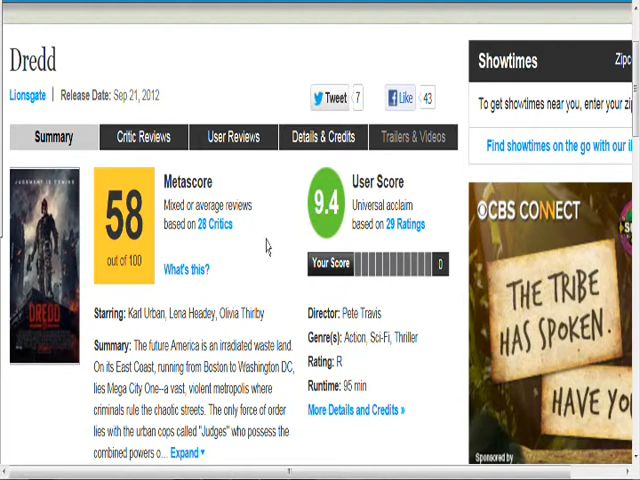 Dredd
Lionsgate | Release Date: Sep 21, 2012
Tweet 7
Like 43
Summary
Critic Reviews
User Reviews
Details & Credits
Trailers & Videos
JUDGMENT IS COMING
DREDD
58
out of 100
Metascore
Mixed or average reviews
based on 28 Critics
What's this?
9.4
User Score
Universal acclaim
based on 29 Ratings
Your Score 0
Starring: Karl Urban, Lena Headey, Olivia Thirlby
Summary: The future America is an irradiated waste land.
On its East Coast, running from Boston to Washington DC,
lies Mega City One--a vast, violent metropolis where
criminals rule the chaotic streets. The only force of order
lies with the urban cops called "Judges" who possess the
combined powers o... Expand
Director: Pete Travis
Genre(s): Action, Sci-Fi, Thriller
Rating: R
Runtime: 95 min
More Details and Credits »
Showtimes
Zipc
To get showtimes near you, enter your zi
Find showtimes on the go with our i
CBS CONNECT
THE TRIBE
HAS SPOKEN.
HAVE YO
Sponsored by